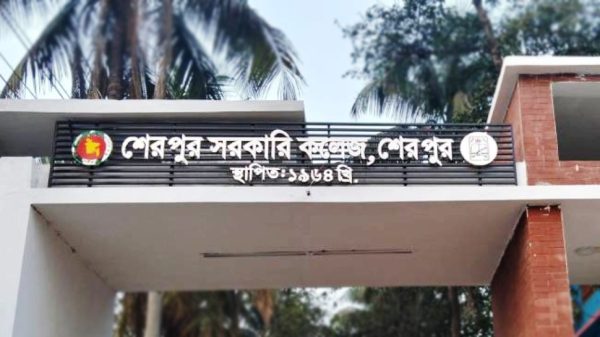 শেরপুর সরকারি কলেজ, শেরপুর
স্থাপিতঃ ১৯৬৪ খ্রি.